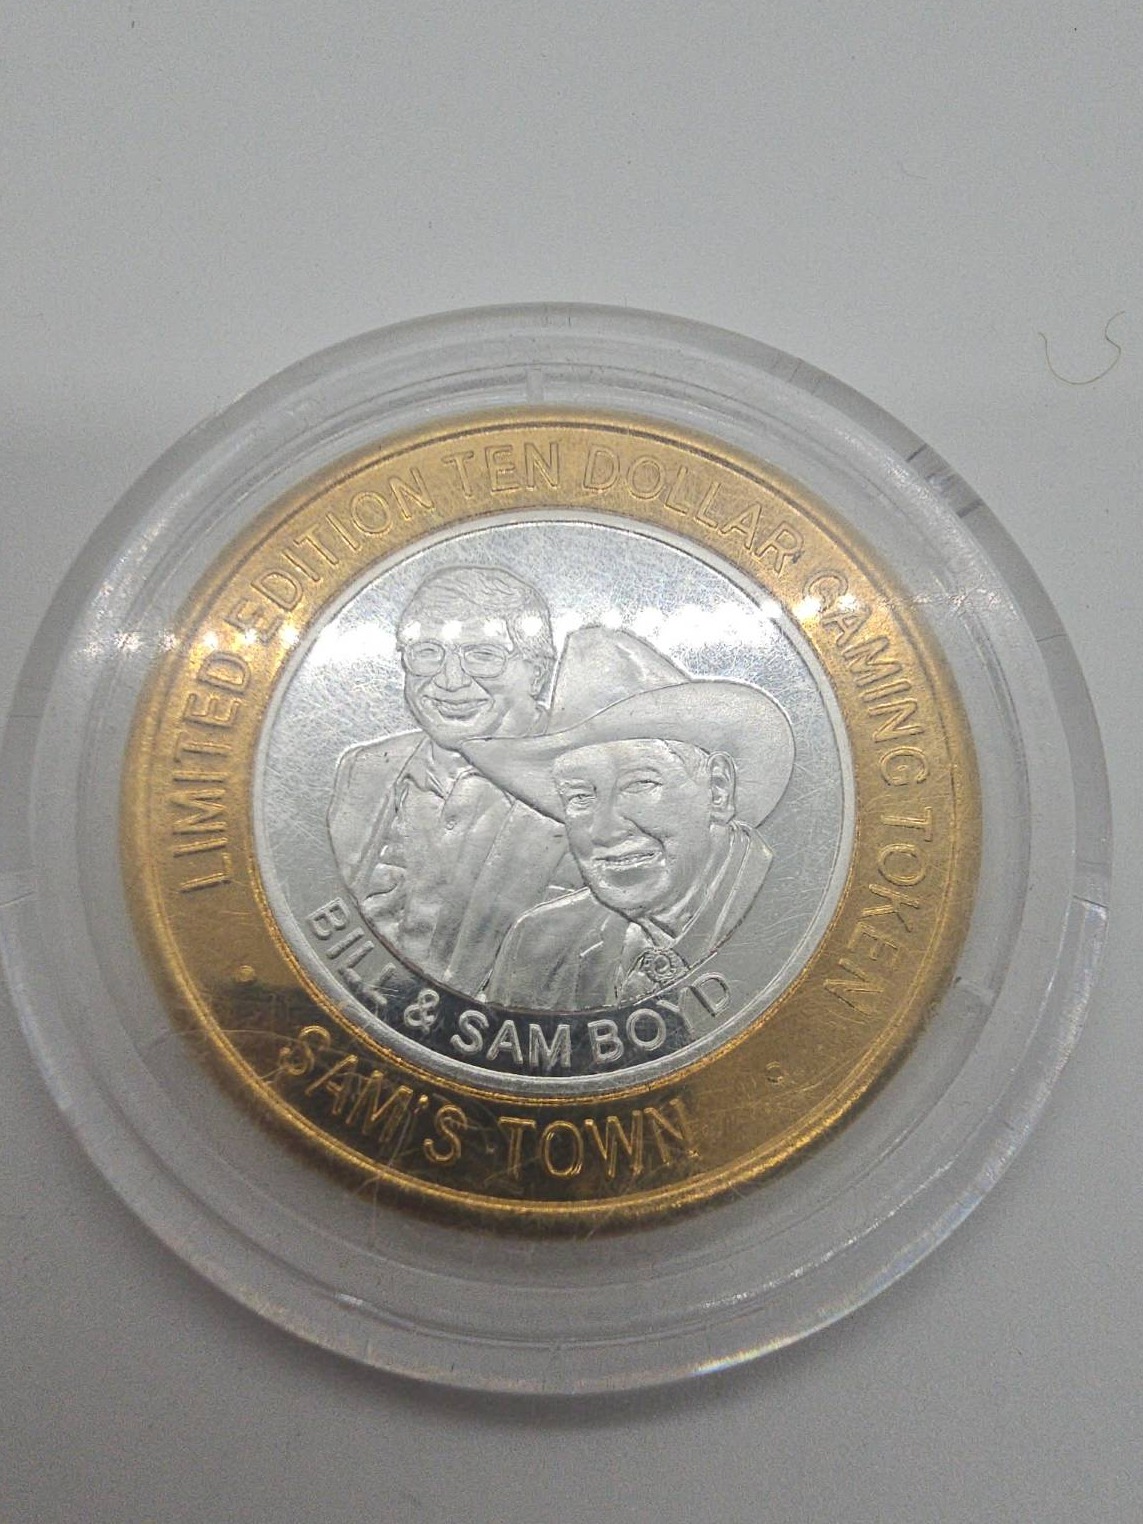 LIMITED EDITION TEN DOLLAR GAMING TOKEN
BILL & SAM BOYD
SAM'S TOWN